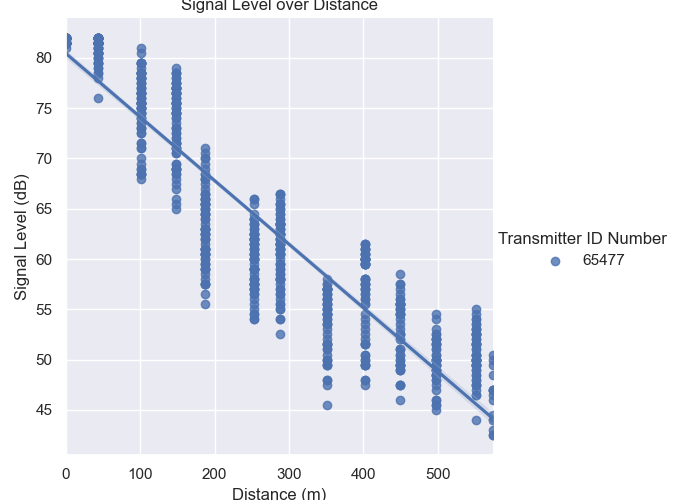 Signal Level over Distance
80
75
70
65
60
55
50
45
Signal Level (dB)
0 100 200 300 400 500
Distance (m)
Transmitter ID Number
65477